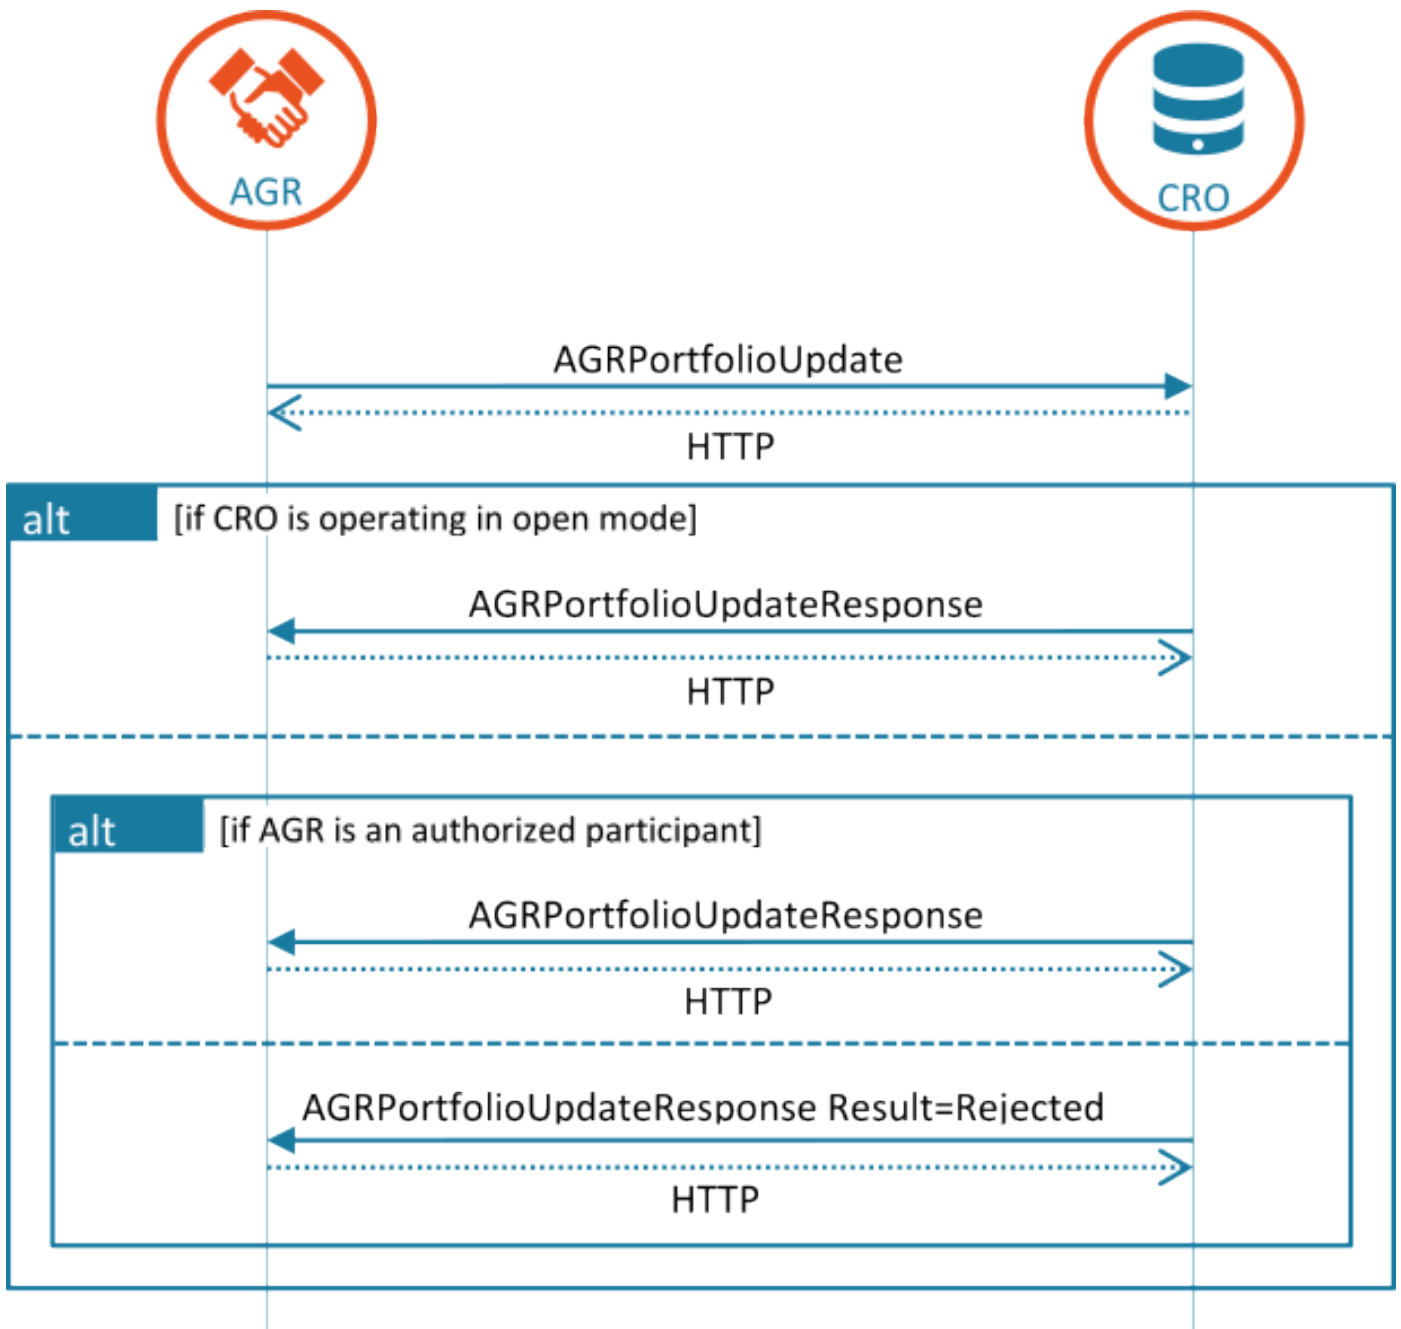 AGR
CRO
AGRPortfolioUpdate
HTTP
alt [if CRO is operating in open mode]
AGRPortfolioUpdateResponse
HTTP
alt [if AGR is an authorized participant]
AGRPortfolioUpdateResponse
HTTP
AGRPortfolioUpdateResponse Result=Rejected
HTTP